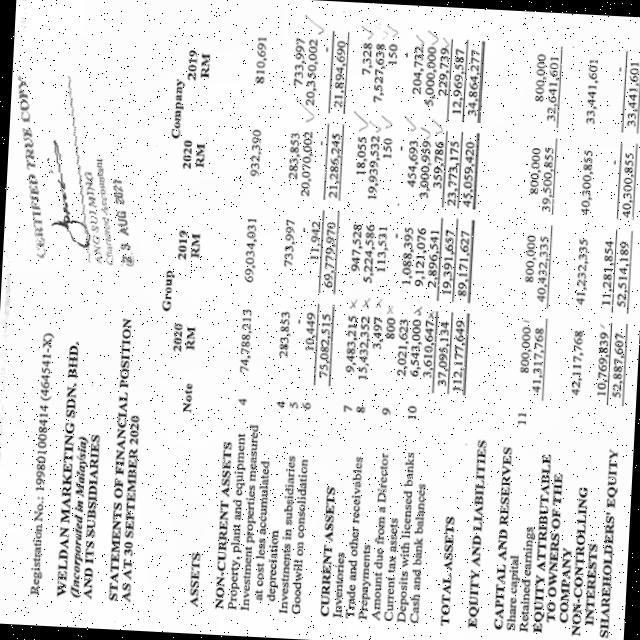 CERTIFIED TRUE COPY
ANG SUI MING
Chartered Accountant
23 AUG 2021
Registration No.: 199801008414 (464541-X)
WELDAN MARKETING SDN. BHD.
(Incorporated in Malaysia)
AND ITS SUBSIDIARIES
STATEMENTS OF FINANCIAL POSITION
AS AT 30 SEPTEMBER 2020
Group Company
Note 2020 2019 2020 2019
RM RM RM RM
ASSETS
NON-CURRENT ASSETS
Property, plant and equipment 4 74,788,213 69,034,031 932,390 810,691
Investment properties measured
at cost less accumulated
depreciation 4 283,853 733,997 283,853 733,997
Investments in subsidiaries 5 - - 20,070,002 20,350,002
Goodwill on consolidation 6 10,449 11,942 - -
75,082,515 69,779,970 21,286,245 21,894,690
CURRENT ASSETS
Inventories 7 9,483,215 947,528 18,055 7,328
Trade and other receivables 8 15,432,352 5,224,586 19,939,532 7,527,638
Prepayments 3,497 113,531 150 150
Amount due from a Director 9 800 - - -
Current tax assets 2,021,623 1,088,395 454,693 204,732
Deposits with licensed banks 10 6,543,000 9,121,076 3,000,959 5,000,000
Cash and bank balances 3,610,647 2,896,541 359,786 229,739
37,095,134 19,391,657 23,773,175 12,969,587
TOTAL ASSETS 112,177,649 89,171,627 45,059,420 34,864,277
EQUITY AND LIABILITIES
CAPITAL AND RESERVES
Share capital 11 800,000 800,000 800,000 800,000
Retained earnings 41,317,768 40,432,335 39,500,855 32,641,601
EQUITY ATTRIBUTABLE
TO OWNERS OF THE
COMPANY 42,117,768 41,232,335 40,300,855 33,441,601
NON-CONTROLLING
INTERESTS 10,769,839 11,281,854 - -
SHAREHOLDERS' EQUITY 52,887,607 52,514,189 40,300,855 33,441,601